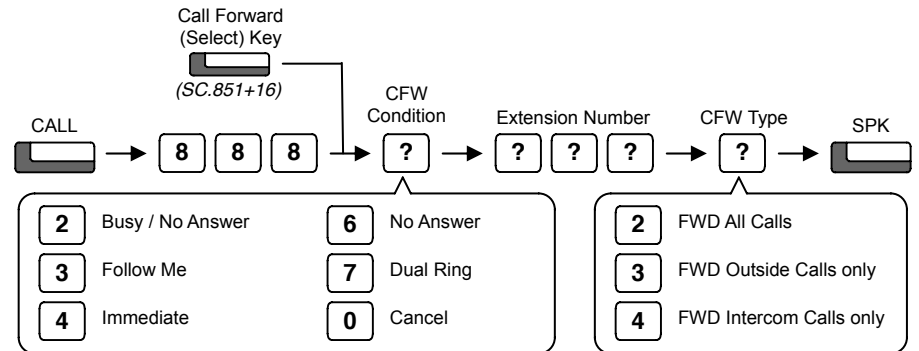 Call Forward
(Select) Key
(SC.851+16)
CFW
Condition
Extension Number
CFW Type
SPK
CALL
8 8 8 ? ? ? ? ?
2 Busy / No Answer
6 No Answer
2 FWD All Calls
3 Follow Me
7 Dual Ring
3 FWD Outside Calls only
4 Immediate
0 Cancel
4 FWD Intercom Calls only